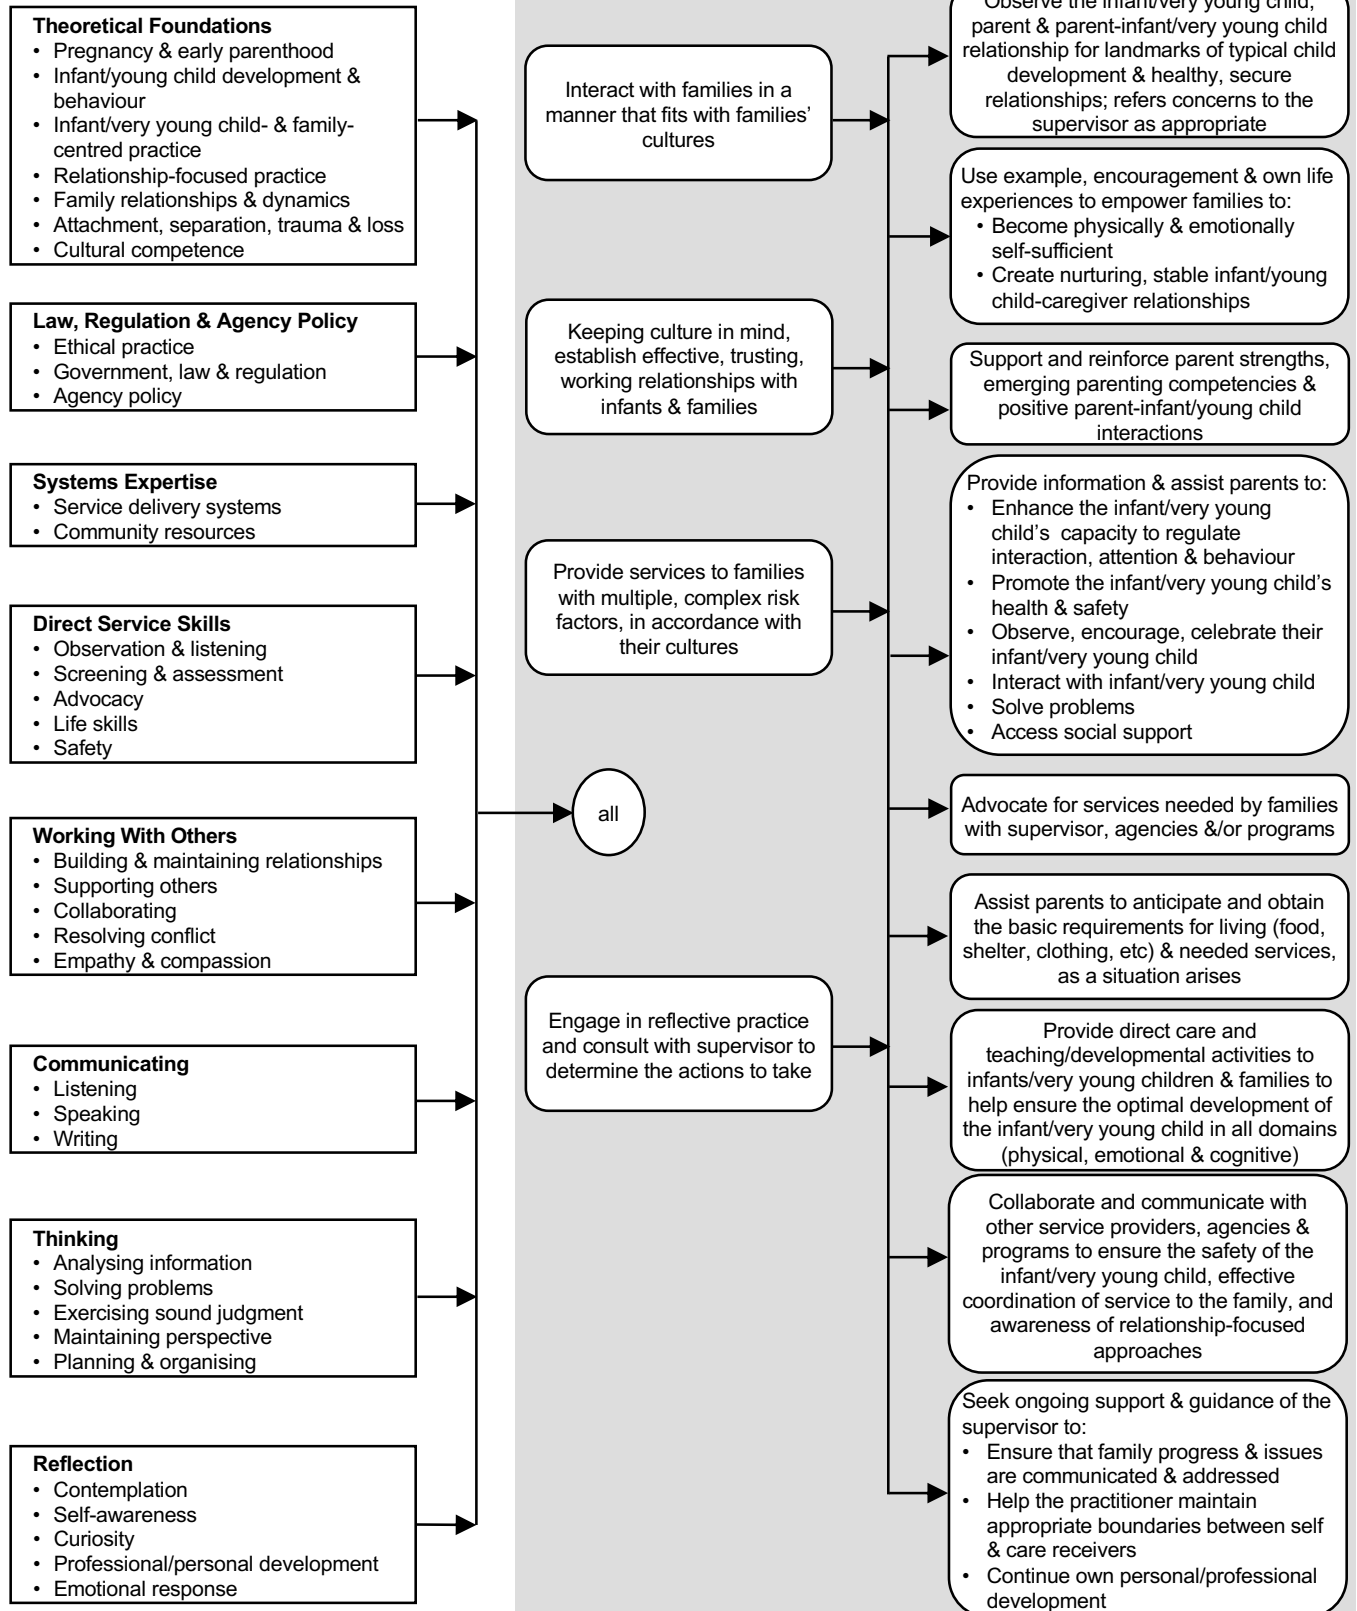 Theoretical Foundations
• Pregnancy & early parenthood
• Infant/young child development &
behaviour
• Infant/very young child- & family-
centred practice
• Relationship-focused practice
• Family relationships & dynamics
• Attachment, separation, trauma & loss
• Cultural competence
Law, Regulation & Agency Policy
• Ethical practice
• Government, law & regulation
• Agency policy
Systems Expertise
• Service delivery systems
• Community resources
Direct Service Skills
• Observation & listening
• Screening & assessment
• Advocacy
• Life skills
• Safety
Working With Others
• Building & maintaining relationships
• Supporting others
• Collaborating
• Resolving conflict
• Empathy & compassion
Communicating
• Listening
• Speaking
• Writing
Thinking
• Analysing information
• Solving problems
• Exercising sound judgment
• Maintaining perspective
• Planning & organising
Reflection
• Contemplation
• Self-awareness
• Curiosity
• Professional/personal development
• Emotional response
Interact with families in a
manner that fits with families'
cultures
Keeping culture in mind,
establish effective, trusting,
working relationships with
infants & families
Provide services to families
with multiple, complex risk
factors, in accordance with
their cultures
all
Engage in reflective practice
and consult with supervisor to
determine the actions to take
Observe the infant/very young child,
parent & parent-infant/very young child
relationship for landmarks of typical child
development & healthy, secure
relationships; refers concerns to the
supervisor as appropriate
Use example, encouragement & own life
experiences to empower families to:
• Become physically & emotionally
self-sufficient
• Create nurturing, stable infant/young
child-caregiver relationships
Support and reinforce parent strengths,
emerging parenting competencies &
positive parent-infant/young child
interactions
Provide information & assist parents to:
• Enhance the infant/very young
child's capacity to regulate
interaction, attention & behaviour
• Promote the infant/very young child's
health & safety
• Observe, encourage, celebrate their
infant/very young child
• Interact with infant/very young child
• Solve problems
• Access social support
Advocate for services needed by families
with supervisor, agencies &/or programs
Assist parents to anticipate and obtain
the basic requirements for living (food,
shelter, clothing, etc) & needed services,
as a situation arises
Provide direct care and
teaching/developmental activities to
infants/very young children & families to
help ensure the optimal development of
the infant/very young child in all domains
(physical, emotional & cognitive)
Collaborate and communicate with
other service providers, agencies &
programs to ensure the safety of the
infant/very young child, effective
coordination of service to the family, and
awareness of relationship-focused
approaches
Seek ongoing support & guidance of the
supervisor to:
• Ensure that family progress & issues
are communicated & addressed
• Help the practitioner maintain
appropriate boundaries between self
& care receivers
• Continue own personal/professional
development